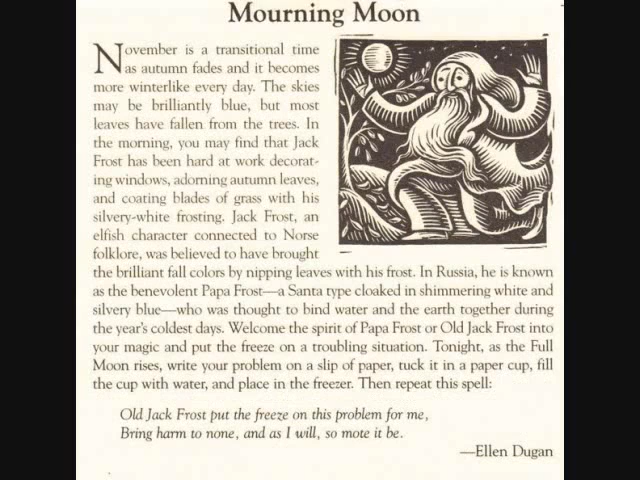 Mourning Moon
November is a transitional time
as autumn fades and it becomes
more winterlike every day. The skies
may be brilliantly blue, but most
leaves have fallen from the trees. In
the morning, you may find that Jack
Frost has been hard at work decorat-
ing windows, adorning autumn leaves,
and coating blades of grass with his
silvery-white frosting. Jack Frost, an
elfish character connected to Norse
folklore, was believed to have brought
the brilliant fall colors by nipping leaves with his frost. In Russia, he is known
as the benevolent Papa Frost—a Santa type cloaked in shimmering white and
silvery blue—who was thought to bind water and the earth together during
the year's coldest days. Welcome the spirit of Papa Frost or Old Jack Frost into
your magic and put the freeze on a troubling situation. Tonight, as the Full
Moon rises, write your problem on a slip of paper, tuck it in a paper cup, fill
the cup with water, and place in the freezer. Then repeat this spell:
Old Jack Frost put the freeze on this problem for me,
Bring harm to none, and as I will, so mote it be.
—Ellen Dugan